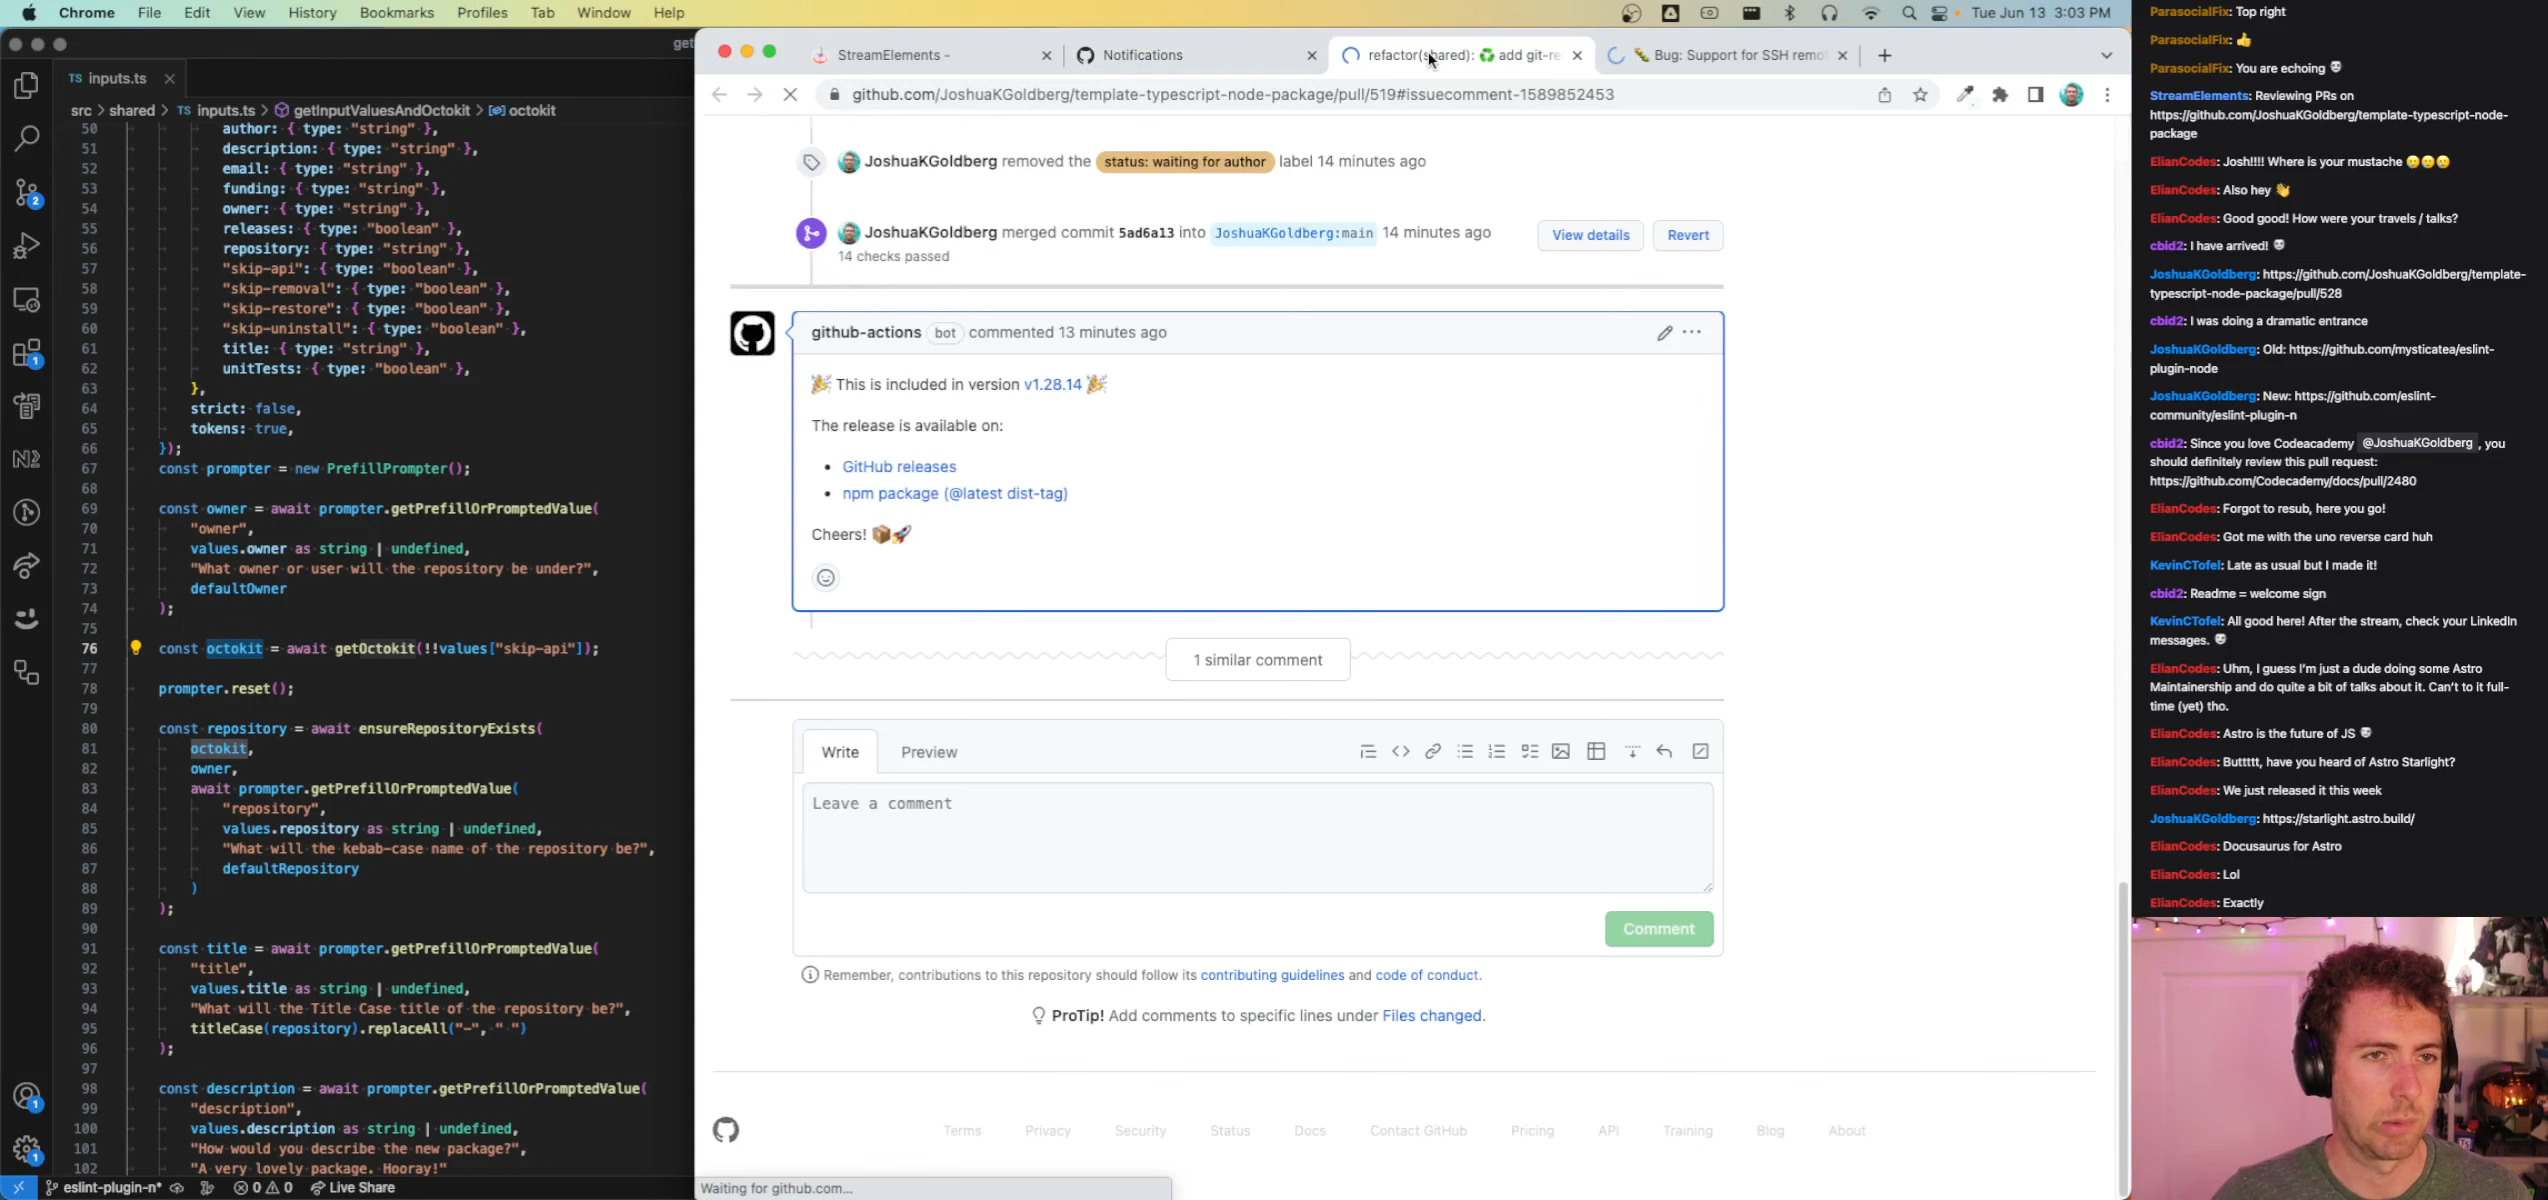 Chrome File Edit View History Bookmarks Profiles Tab Window Help
Tue Jun 13 3:03 PM
TS inputs.ts
src > shared > TS inputs.ts > getInputValuesAndOctokit > octokit
50 author: { type: "string" },
51 description: { type: "string" },
52 email: { type: "string" },
53 funding: { type: "string" },
54 owner: { type: "string" },
55 releases: { type: "boolean" },
56 repository: { type: "string" },
57 "skip-api": { type: "boolean" },
58 "skip-removal": { type: "boolean" },
59 "skip-restore": { type: "boolean" },
60 "skip-uninstall": { type: "boolean" },
61 title: { type: "string" },
62 unitTests: { type: "boolean" },
63 },
64 strict: false,
65 tokens: true,
66 });
67 const prompter = new PrefillPrompter();
68
69 const owner = await prompter.getPrefillOrPromptedValue(
70 "owner",
71 values.owner as string | undefined,
72 "What owner or user will the repository be under?",
73 defaultOwner
74 );
75
76 const octokit = await getOctokit(!!values["skip-api"]);
77
78 prompter.reset();
79
80 const repository = await ensureRepositoryExists(
81 octokit,
82 owner,
83 await prompter.getPrefillOrPromptedValue(
84 "repository",
85 values.repository as string | undefined,
86 "What will the kebab-case name of the repository be?",
87 defaultRepository
88 )
89 );
90
91 const title = await prompter.getPrefillOrPromptedValue(
92 "title",
93 values.title as string | undefined,
94 "What will the Title Case title of the repository be?",
95 titleCase(repository).replaceAll("-", " ")
96 );
97
98 const description = await prompter.getPrefillOrPromptedValue(
99 "description",
100 values.description as string | undefined,
101 "How would you describe the new package?",
102 "A very lovely package. Hooray!"
eslint-plugin-n* 0 0 Live Share
StreamElements -
Notifications
refactor(shared): ♻️ add git-re
🐛 Bug: Support for SSH remo
github.com/JoshuaKGoldberg/template-typescript-node-package/pull/519#issuecomment-1589852453
JoshuaKGoldberg removed the status: waiting for author label 14 minutes ago
JoshuaKGoldberg merged commit 5ad6a13 into JoshuaKGoldberg:main 14 minutes ago
14 checks passed
View details
Revert
github-actions bot commented 13 minutes ago
🎉 This is included in version v1.28.14 🎉
The release is available on:
• GitHub releases
• npm package (@latest dist-tag)
Cheers! 📦🚀
1 similar comment
Write Preview
Leave a comment
Comment
Remember, contributions to this repository should follow its contributing guidelines and code of conduct.
ProTip! Add comments to specific lines under Files changed.
Terms Privacy Security Status Docs Contact GitHub Pricing API Training Blog About
Waiting for github.com...
ParasocialFix: Top right
ParasocialFix: 👍
ParasocialFix: You are echoing
StreamElements: Reviewing PRs on
https://github.com/JoshuaKGoldberg/template-typescript-node-
package
ElianCodes: Josh!!!! Where is your mustache 🥲🥲🥲
ElianCodes: Also hey 👋
ElianCodes: Good good! How were your travels / talks?
cbid2: I have arrived!
JoshuaKGoldberg: https://github.com/JoshuaKGoldberg/template-
typescript-node-package/pull/528
cbid2: I was doing a dramatic entrance
JoshuaKGoldberg: Old: https://github.com/mysticatea/eslint-
plugin-node
JoshuaKGoldberg: New: https://github.com/eslint-
community/eslint-plugin-n
cbid2: Since you love Codeacademy @JoshuaKGoldberg , you
should definitely review this pull request:
https://github.com/Codecademy/docs/pull/2480
ElianCodes: Forgot to resub, here you go!
ElianCodes: Got me with the uno reverse card huh
KevinCTofel: Late as usual but I made it!
cbid2: Readme = welcome sign
KevinCTofel: All good here! After the stream, check your LinkedIn
messages.
ElianCodes: Uhm, I guess I'm just a dude doing some Astro
Maintainership and do quite a bit of talks about it. Can't to it full-
time (yet) tho.
ElianCodes: Astro is the future of JS
ElianCodes: Buttttt, have you heard of Astro Starlight?
ElianCodes: We just released it this week
JoshuaKGoldberg: https://starlight.astro.build/
ElianCodes: Docusaurus for Astro
ElianCodes: Lol
ElianCodes: Exactly